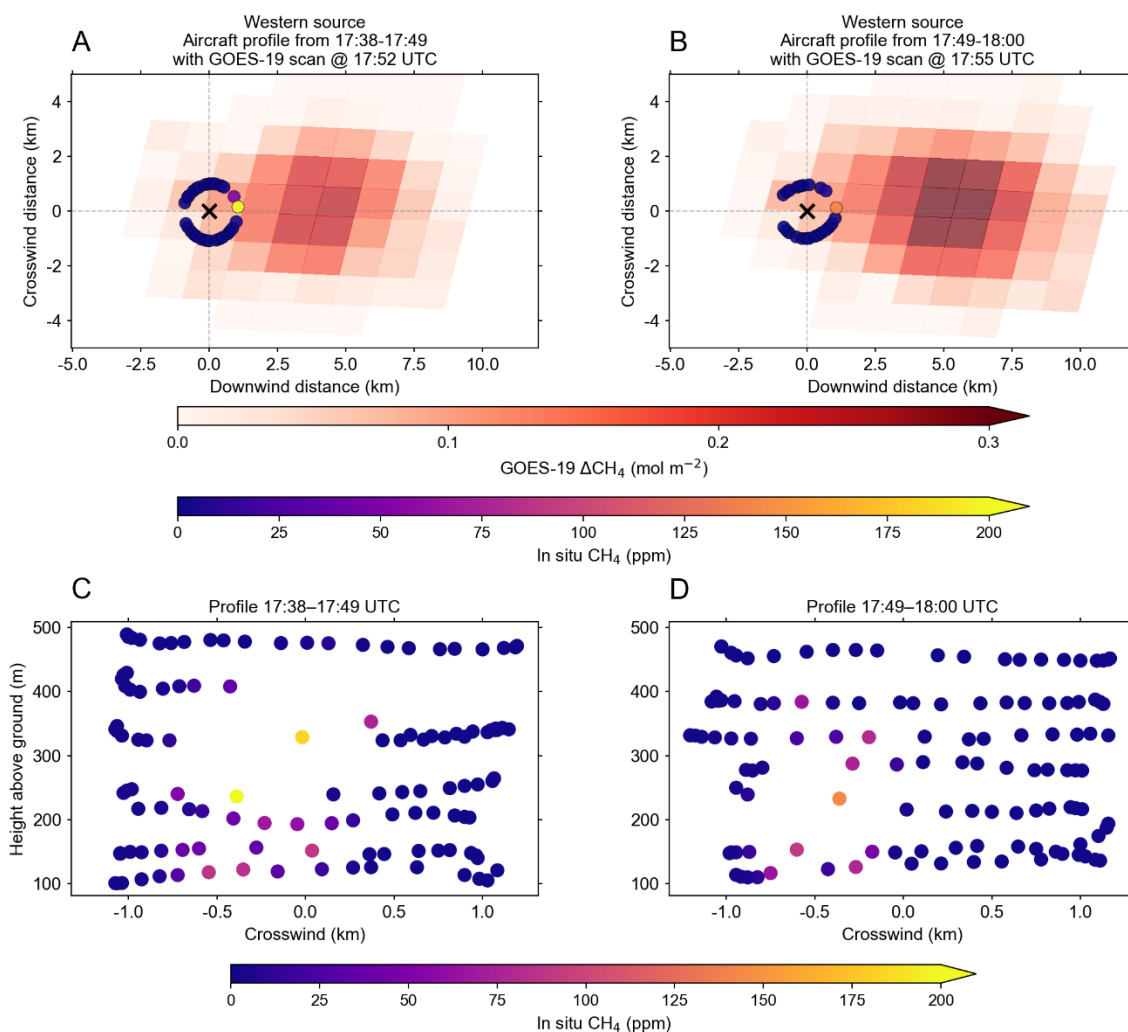 A
Western source
Aircraft profile from 17:38-17:49
with GOES-19 scan @ 17:52 UTC
B
Western source
Aircraft profile from 17:49-18:00
with GOES-19 scan @ 17:55 UTC
Crosswind distance (km)
4
2
0
-2
-4
-5.0 -2.5 0.0 2.5 5.0 7.5 10.0
Downwind distance (km)
Crosswind distance (km)
4
2
0
-2
-4
-5.0 -2.5 0.0 2.5 5.0 7.5 10.0
Downwind distance (km)
0.0 0.1 0.2 0.3
GOES-19 ΔCH₄ (mol m⁻²)
0 25 50 75 100 125 150 175 200
In situ CH₄ (ppm)
C
Profile 17:38–17:49 UTC
Height above ground (m)
500
400
300
200
100
-1.0 -0.5 0.0 0.5 1.0
Crosswind (km)
D
Profile 17:49–18:00 UTC
500
400
300
200
100
-1.0 -0.5 0.0 0.5 1.0
Crosswind (km)
0 25 50 75 100 125 150 175 200
In situ CH₄ (ppm)